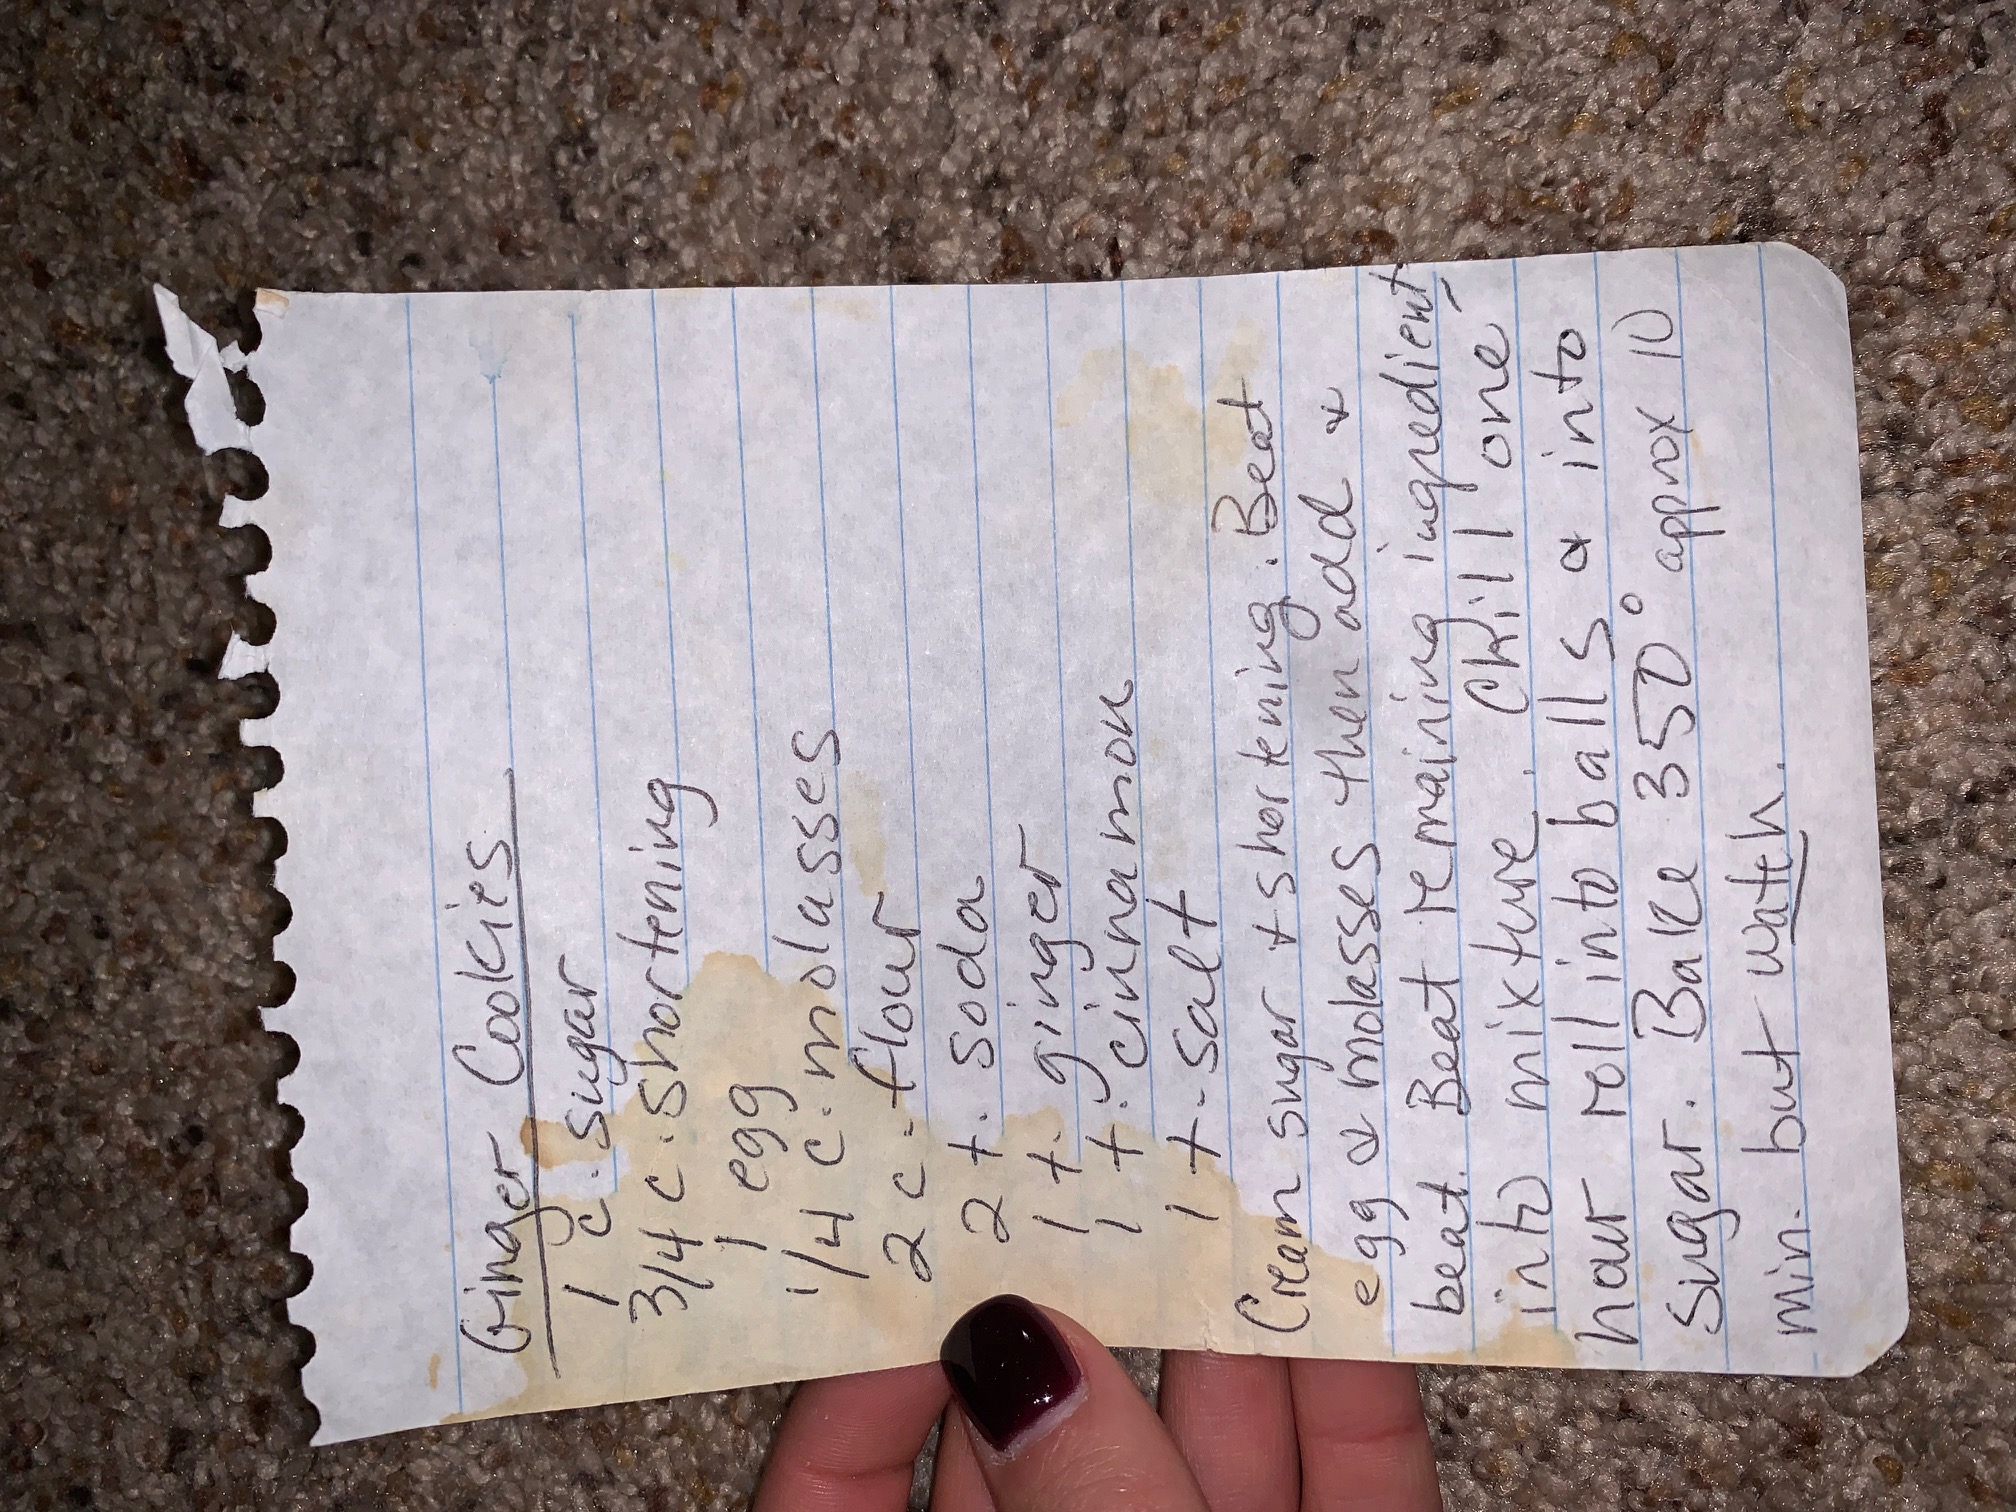 Ginger Cookies
1 c. sugar
3/4 c. shortening
1 egg
1/4 c. molasses
2 c. flour
2 t. soda
1 t. ginger
1 t. cinnamon
1 t. salt
Cream sugar + shortening. Beat
egg & molasses then add &
beat. Beat remaining ingredient
into mixture. Chill one
hour roll into balls & into
sugar. Bake 350° approx 10
min. but watch.